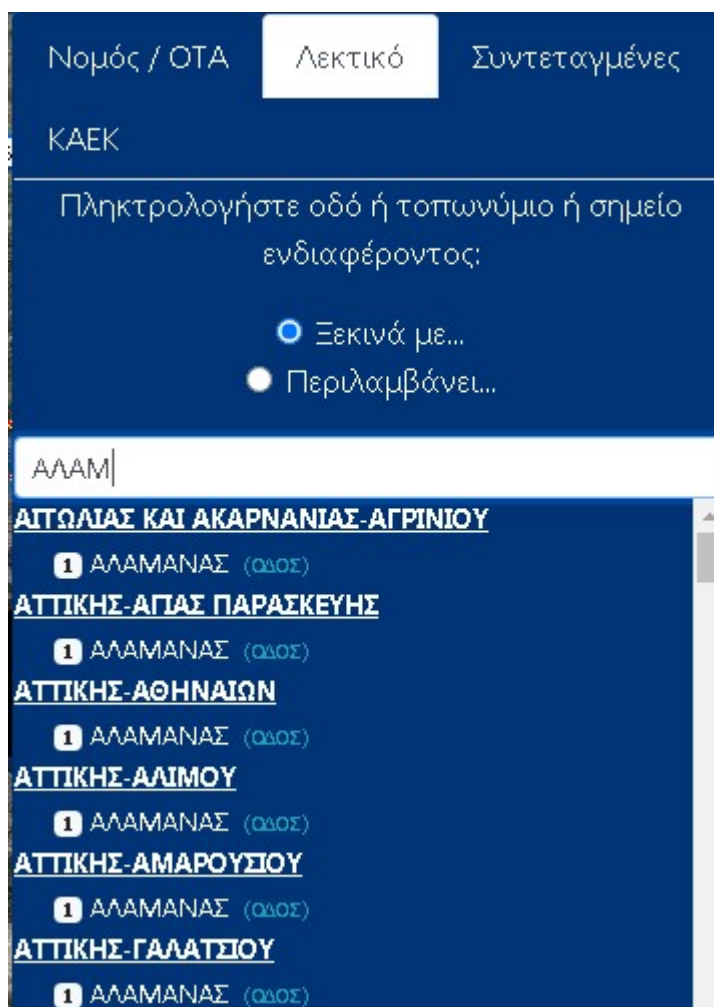 Νομός / ΟΤΑ Λεκτικό Συντεταγμένες
ΚΑΕΚ
Πληκτρολογήστε οδό ή τοπωνύμιο ή σημείο
ενδιαφέροντος:
Ξεκινά με...
Περιλαμβάνει...
ΑΛΑΜ
ΑΙΤΩΛΙΑΣ ΚΑΙ ΑΚΑΡΝΑΝΙΑΣ-ΑΓΡΙΝΙΟΥ
1 ΑΛΑΜΑΝΑΣ (ΟΔΟΣ)
ΑΤΤΙΚΗΣ-ΑΓΙΑΣ ΠΑΡΑΣΚΕΥΗΣ
1 ΑΛΑΜΑΝΑΣ (ΟΔΟΣ)
ΑΤΤΙΚΗΣ-ΑΘΗΝΑΙΩΝ
1 ΑΛΑΜΑΝΑΣ (ΟΔΟΣ)
ΑΤΤΙΚΗΣ-ΑΛΙΜΟΥ
1 ΑΛΑΜΑΝΑΣ (ΟΔΟΣ)
ΑΤΤΙΚΗΣ-ΑΜΑΡΟΥΣΙΟΥ
1 ΑΛΑΜΑΝΑΣ (ΟΔΟΣ)
ΑΤΤΙΚΗΣ-ΓΑΛΑΤΣΙΟΥ
1 ΑΛΑΜΑΝΑΣ (ΟΔΟΣ)